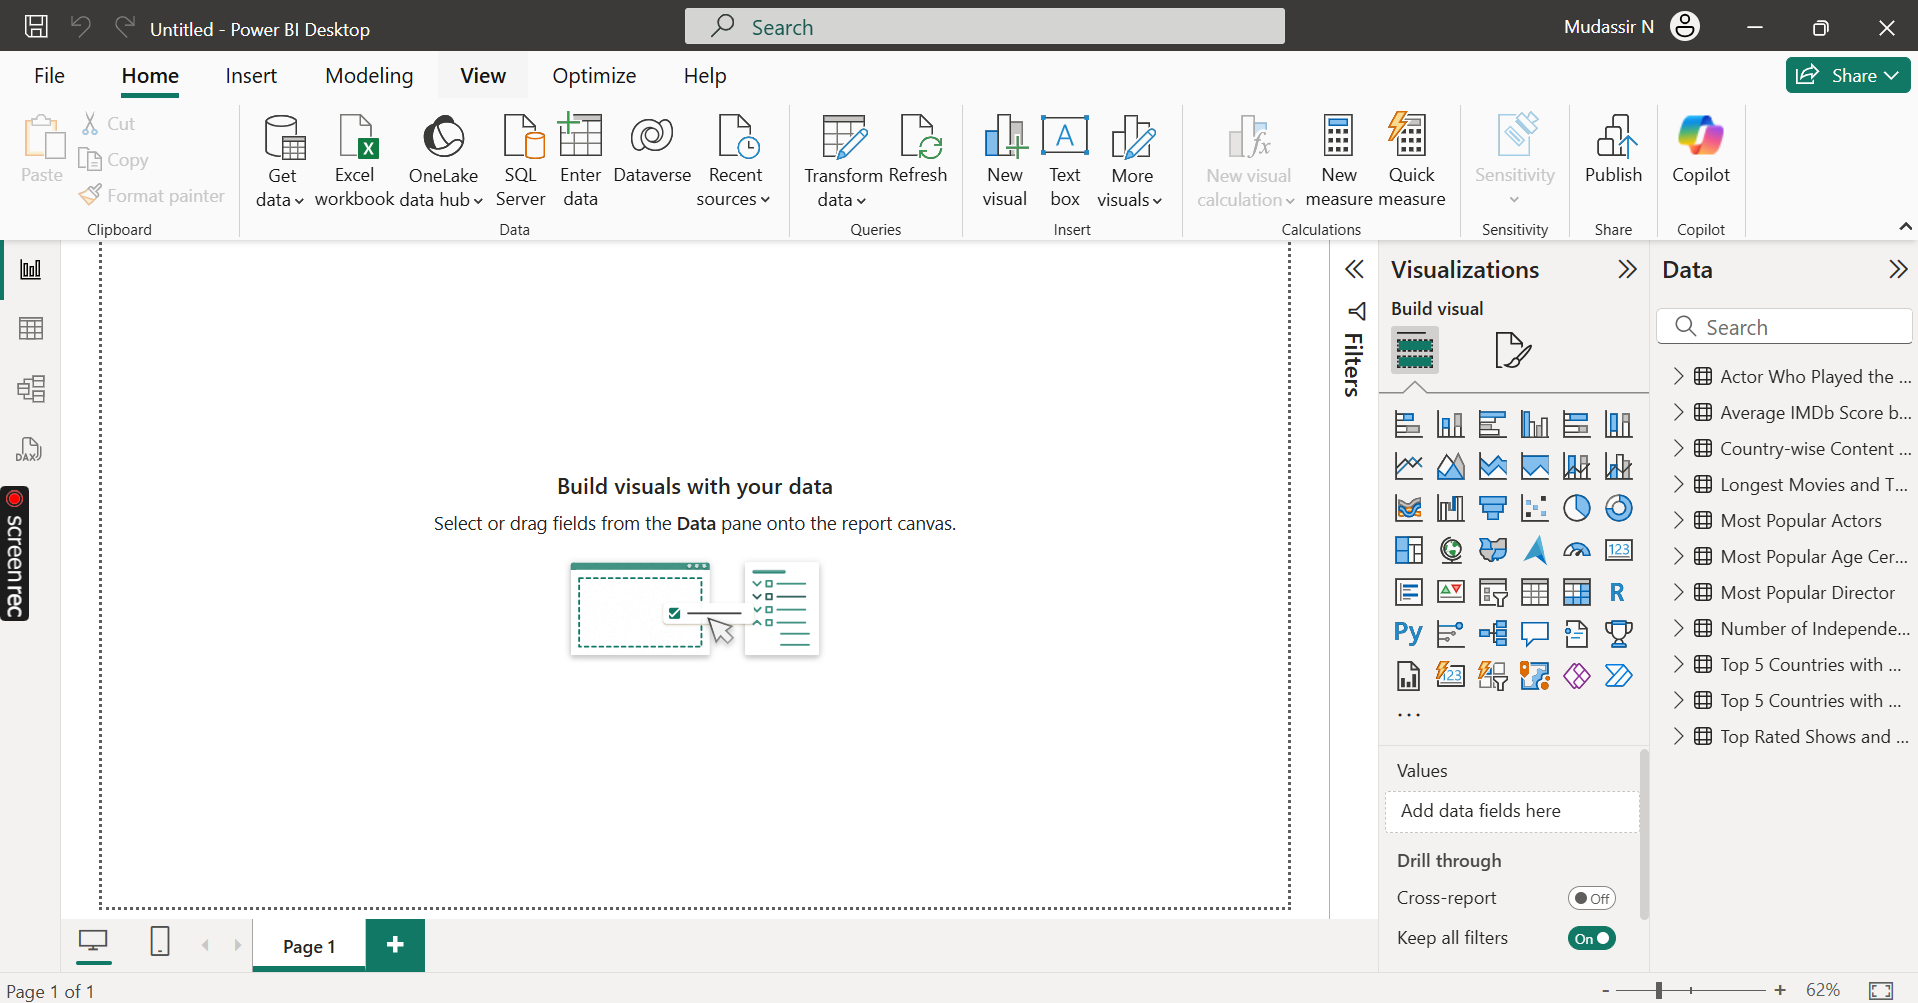 Untitled - Power BI Desktop
Search
Mudassir N
File
Home
Insert
Modeling
View
Optimize
Help
Share
Paste
Cut
Copy
Format painter
Clipboard
Get data
Excel workbook
OneLake data hub
SQL Server
Enter data
Dataverse
Recent sources
Data
Transform data
Refresh
Queries
New visual
Text box
More visuals
Insert
New visual calculation
New measure
Quick measure
Calculations
Sensitivity
Sensitivity
Publish
Share
Copilot
Copilot
DAX
screenrec
Build visuals with your data
Select or drag fields from the Data pane onto the report canvas.
Filters
Visualizations
Build visual
123
R
Py
123
...
Values
Add data fields here
Drill through
Cross-report
Off
Keep all filters
On
Data
Search
Actor Who Played the ...
Average IMDb Score b...
Country-wise Content ...
Longest Movies and T...
Most Popular Actors
Most Popular Age Cer...
Most Popular Director
Number of Independe...
Top 5 Countries with ...
Top 5 Countries with ...
Top Rated Shows and ...
Page 1
Page 1 of 1
- + 62%